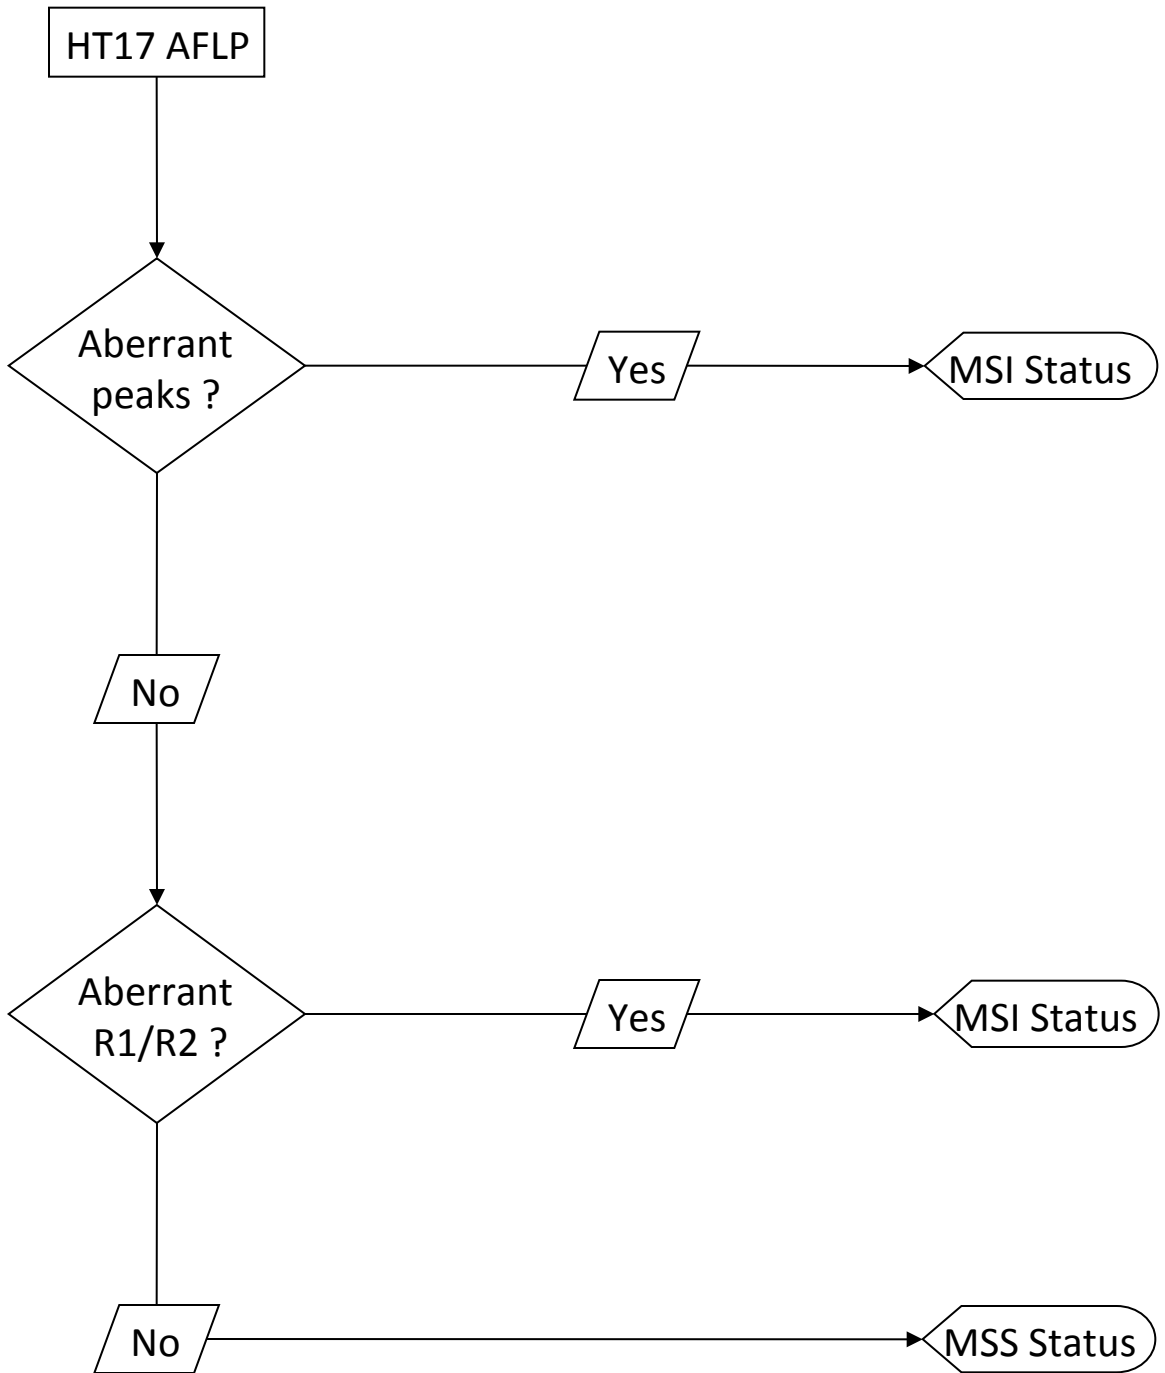 HT17 AFLP
Aberrant
peaks ?
Yes
MSI Status
No
Aberrant
R1/R2 ?
Yes
MSI Status
No
MSS Status